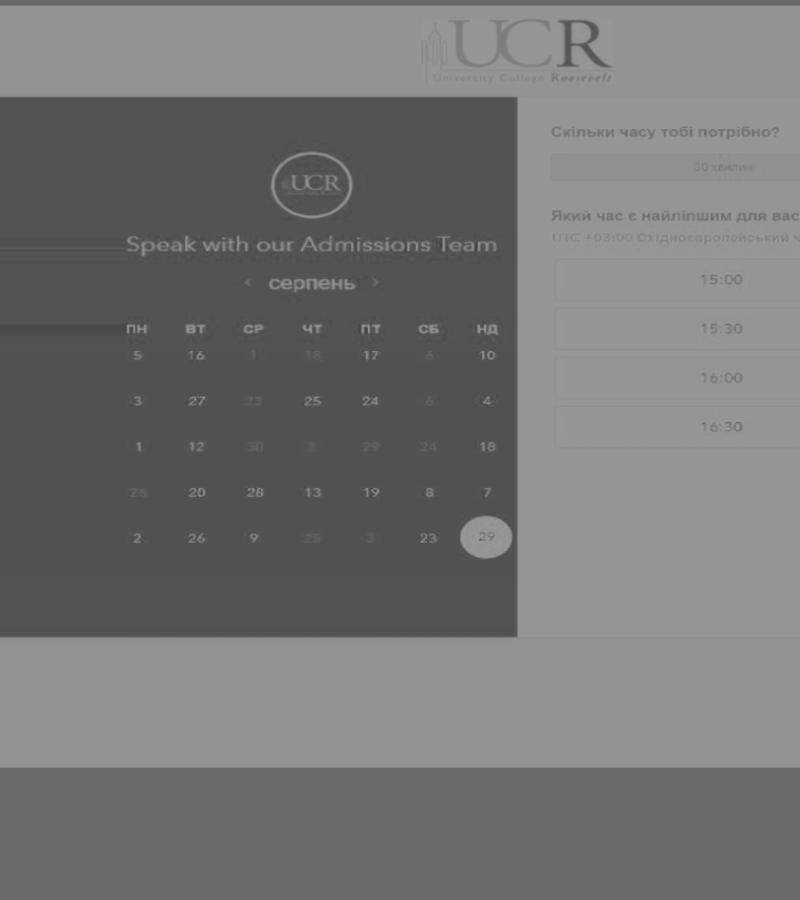 UCR
University College Roosevelt
UCR
Speak with our Admissions Team
< серпень >
ПН ВТ СР ЧТ ПТ СБ НД
5 16 1 18 17 6 10
3 27 23 25 24 6 4
1 12 30 2 29 24 18
26 20 28 13 19 8 7
2 26 9 25 3 23 29
Скільки часу тобі потрібно?
30 хвилин
Який час є найліпшим для вас
UTC +03:00 Східноєвропейський ч
15:00
15:30
16:00
16:30